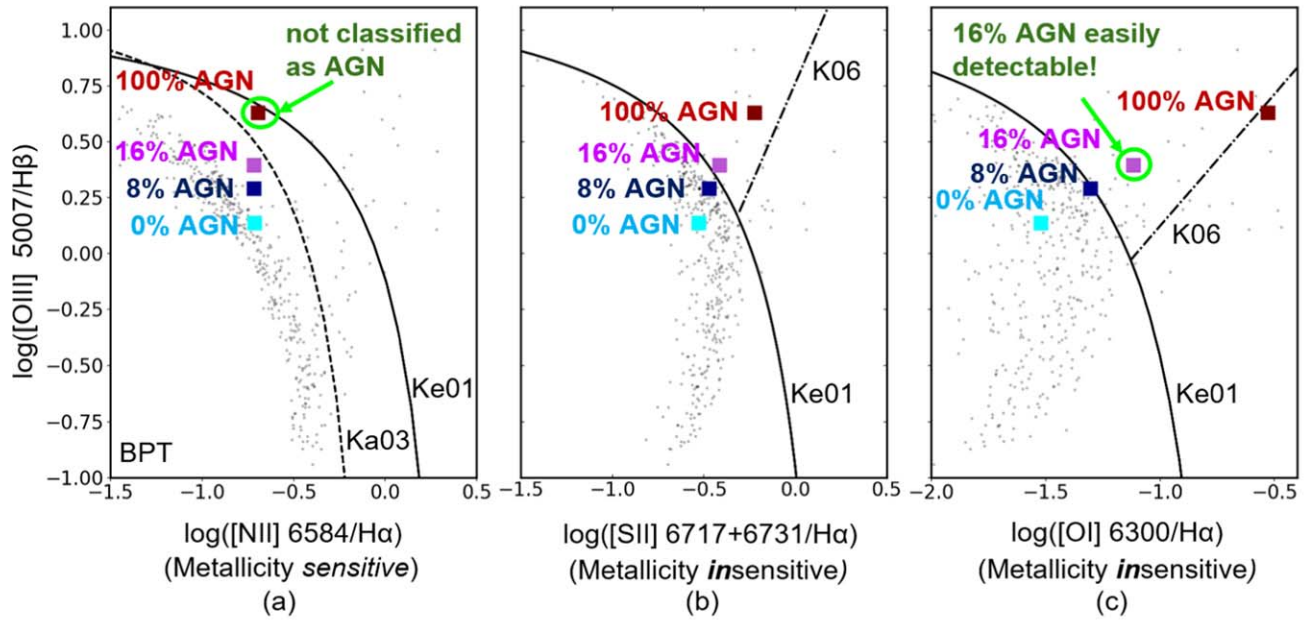 log([OIII] 5007/Hβ)
1.00
0.75
0.50
0.25
0.00
−0.25
−0.50
−0.75
−1.00
not classified
as AGN
100% AGN
16% AGN
8% AGN
0% AGN
Ke01
Ka03
BPT
−1.5
−1.0
−0.5
0.0
0.5
log([NII] 6584/Hα)
(Metallicity sensitive)
(a)
K06
100% AGN
16% AGN
8% AGN
0% AGN
Ke01
−1.5
−1.0
−0.5
0.0
0.5
log([SII] 6717+6731/Hα)
(Metallicity insensitive)
(b)
16% AGN easily
detectable!
100% AGN
16% AGN
8% AGN
0% AGN
K06
Ke01
−2.0
−1.5
−1.0
−0.5
log([OI] 6300/Hα)
(Metallicity insensitive)
(c)